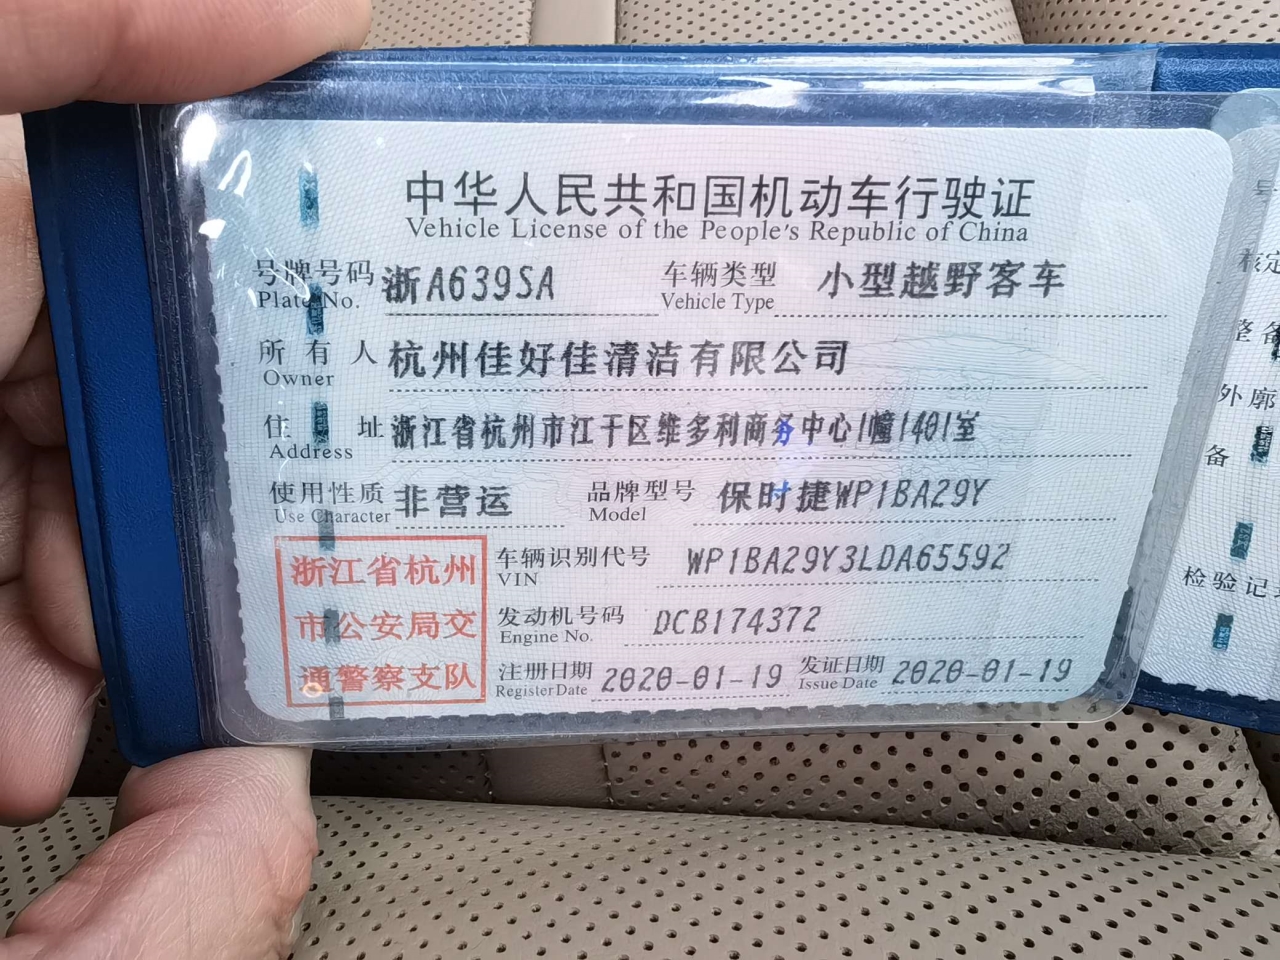 中华人民共和国机动车行驶证
Vehicle License of the People's Republic of China
号牌号码 浙A639SA 车辆类型 小型越野客车
Plate No. Vehicle Type
所有人 杭州佳好佳清洁有限公司
Owner
住址 浙江省杭州市江干区维多利商务中心1幢1401室
Address
使用性质 非营运 品牌型号 保时捷WP1BA29Y
Use Character Model
浙江省杭州
市公安局交
通警察支队
车辆识别代号 WP1BA29Y3LDA65592
VIN
发动机号码 DCB174372
Engine No.
注册日期 2020-01-19 发证日期 2020-01-19
Register Date Issue Date
号
核定
整备
外廓
备
检验记